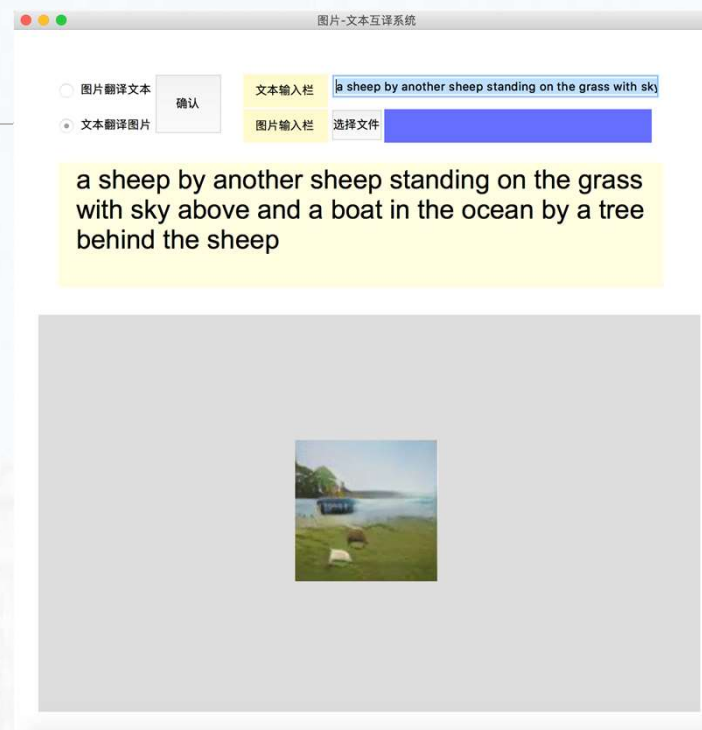 图片-文本互译系统
图片翻译文本
文本翻译图片
确认
文本输入栏
a sheep by another sheep standing on the grass with sky
图片输入栏
选择文件
a sheep by another sheep standing on the grass
with sky above and a boat in the ocean by a tree
behind the sheep